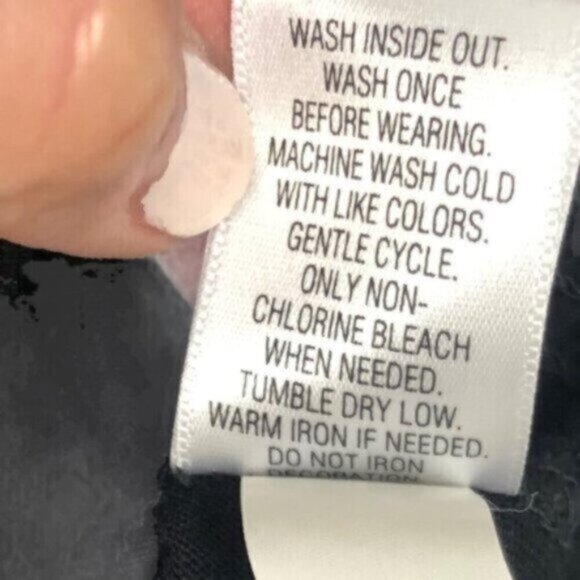 WASH INSIDE OUT.
WASH ONCE
BEFORE WEARING.
MACHINE WASH COLD
WITH LIKE COLORS.
GENTLE CYCLE.
ONLY NON-
CHLORINE BLEACH
WHEN NEEDED.
TUMBLE DRY LOW.
WARM IRON IF NEEDED.
DO NOT IRON
DECORATION